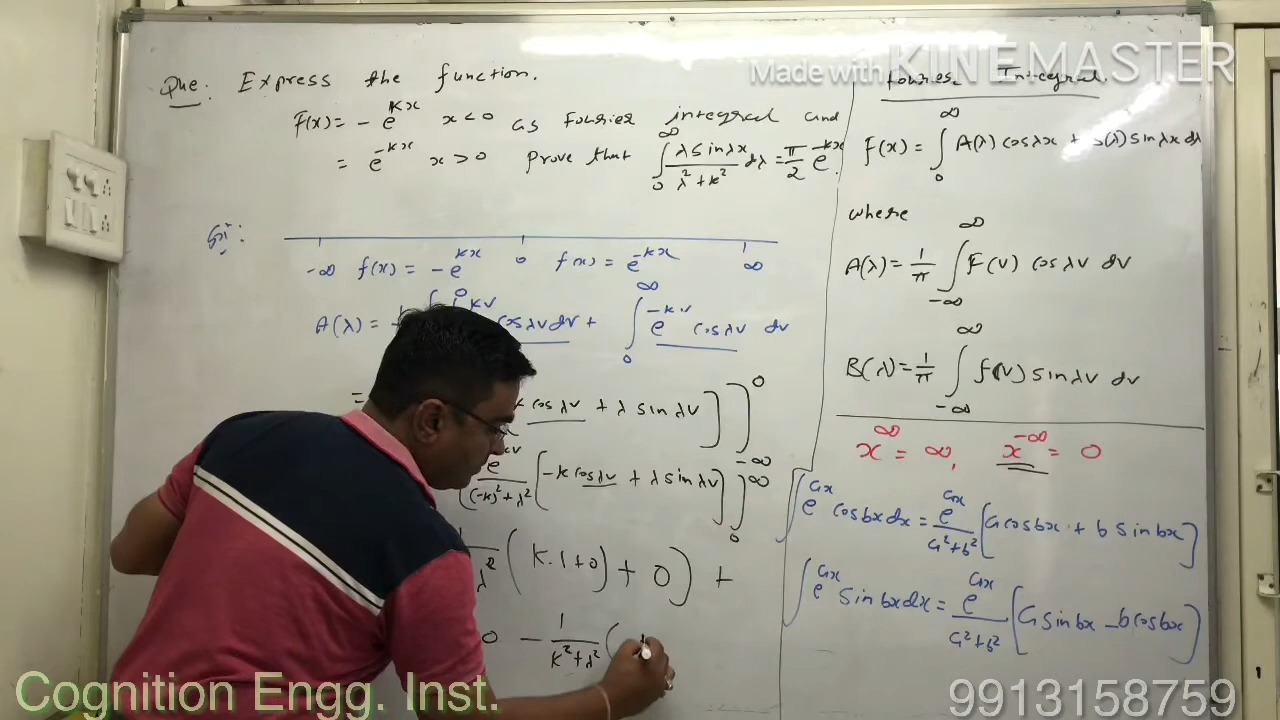 Made with KINEMASTER
Que: Express the function.
F(x) = - e^{kx} x<0 as Fourier integral and
= e^{-kx} x>0 prove that ∫_0^∞ λ sin λx / (λ² + k²) dλ = π/2 e^{-kx}.
-∞ f(x) = - e^{kx} 0 f(x) = e^{-kx} ∞
A(λ) = cos λv dv + ∫_0^∞ e^{-kv} cos λv dv
= cos λv + λ sin λv ] ]_{-∞}^0
/ ((-k)² + λ²) [ -k cos λv + λ sin λv ] ]_0^∞
λ² ( k.1+0) + 0 ) +
0 - 1/(k² + λ²) (
Fourier Integral.
F(x) = ∫_0^∞ A(λ) cos λx + B(λ) sin λx dλ
where
A(λ) = 1/π ∫_{-∞}^∞ F(v) cos λv dv
B(λ) = 1/π ∫_{-∞}^∞ f(v) sin λv dv
x^∞ = ∞, x^{-∞} = 0
∫ e^{ax} cos bx dx = e^{ax}/(a² + b²) [a cos bx + b sin bx]
∫ e^{ax} sin bx dx = e^{ax}/(a² + b²) [a sin bx - b cos bx]
Cognition Engg. Inst.
9913158759